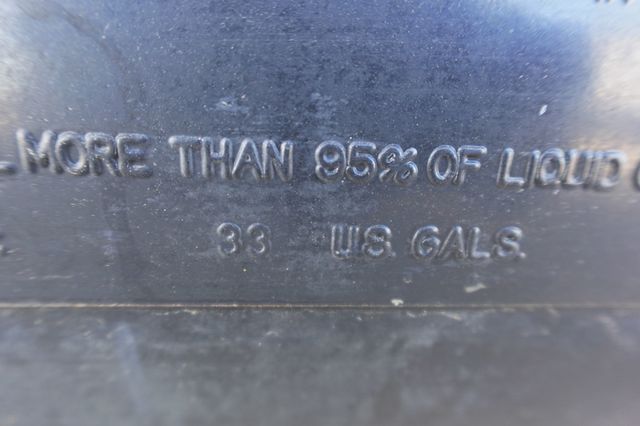 MORE THAN 95% OF LIQUID
33 U.S. GALS.